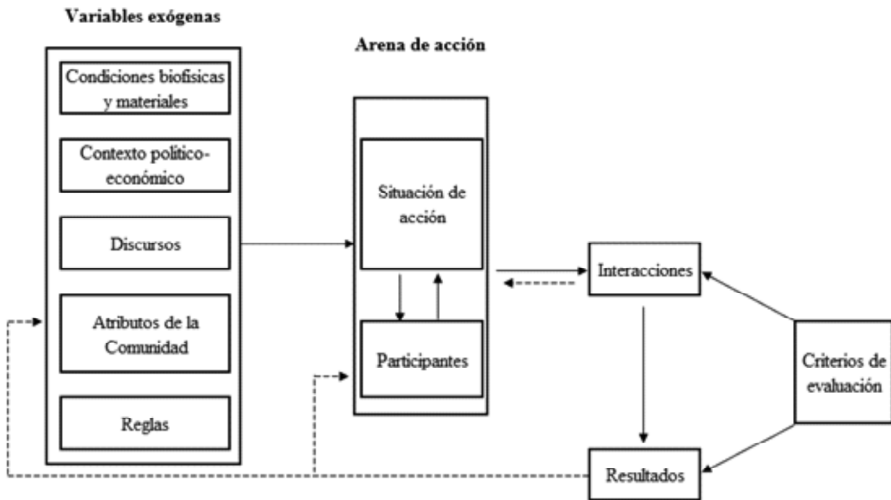 Variables exógenas
Condiciones biofisicas
y materiales
Contexto político-
económico
Discursos
Atributos de la
Comunidad
Reglas
Arena de acción
Situación de
acción
Participantes
Interacciones
Resultados
Criterios de
evaluación